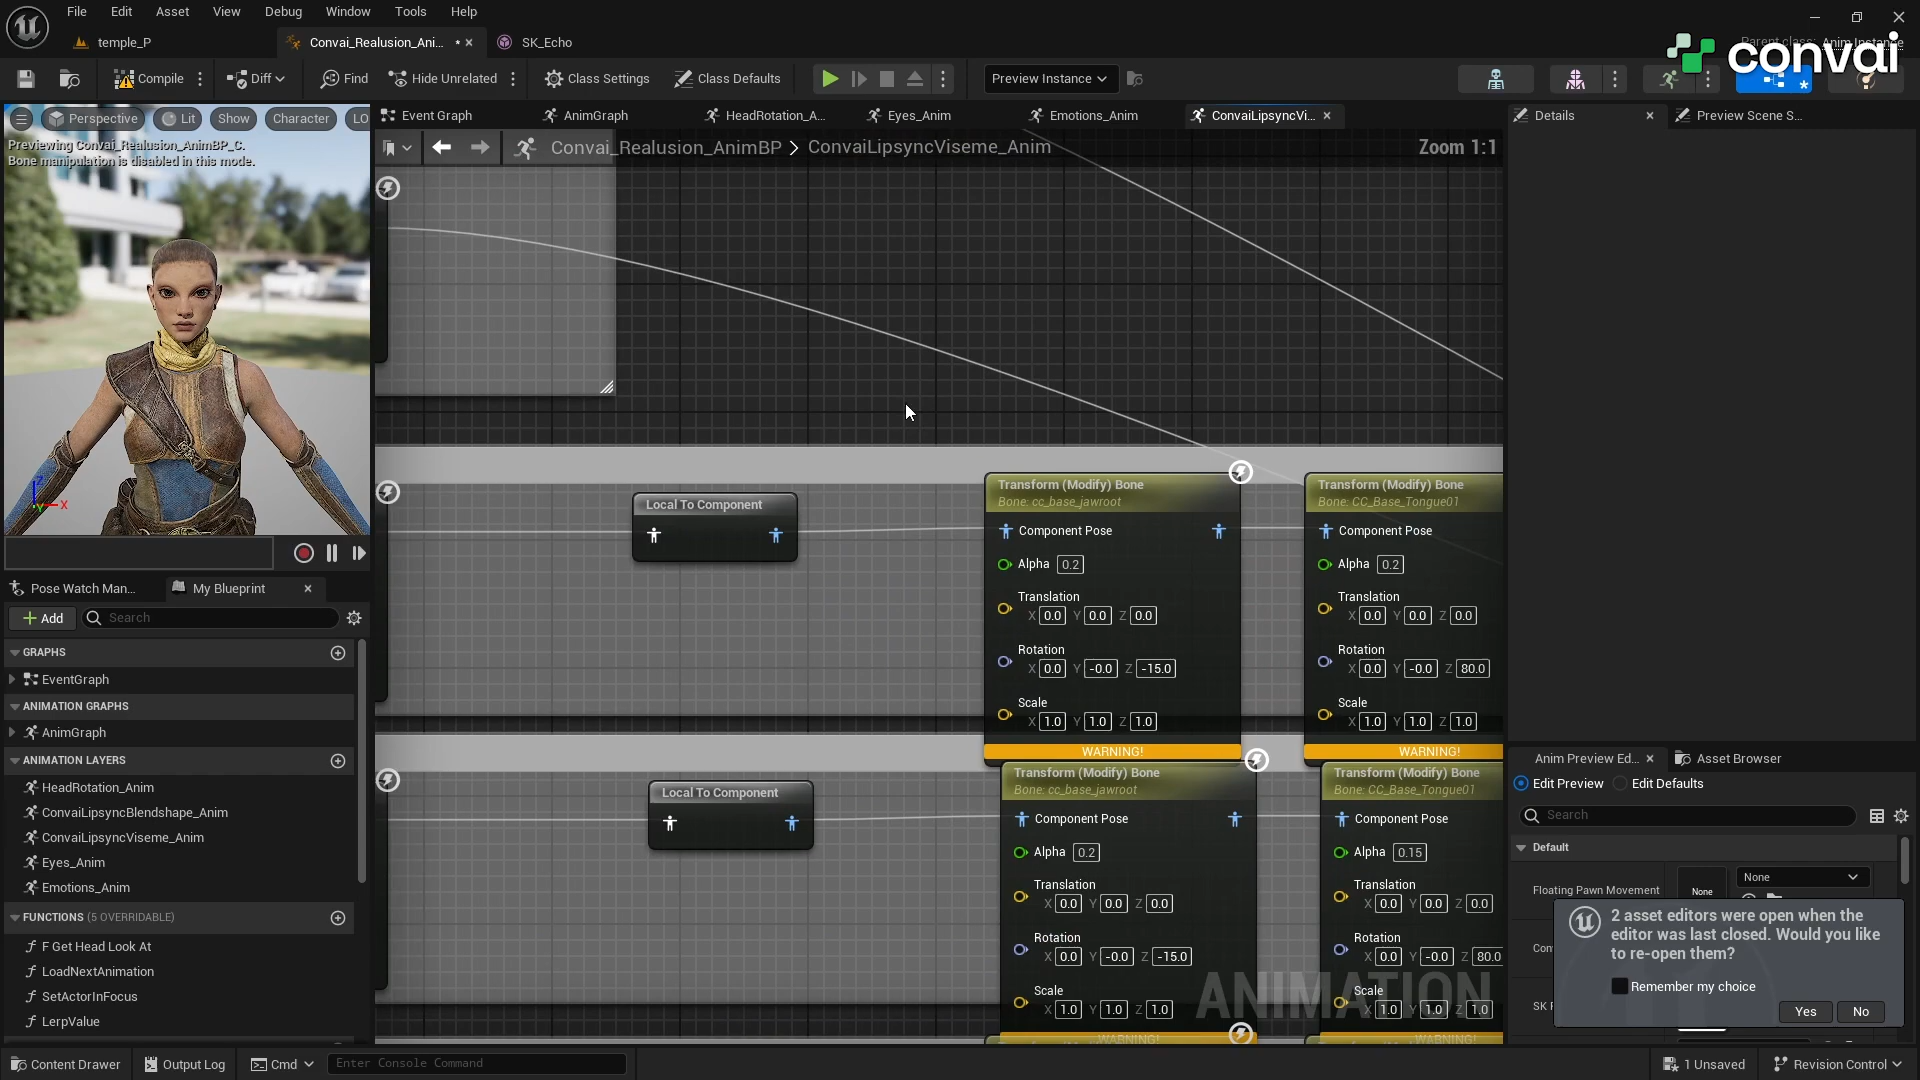 File Edit Asset View Debug Window Tools Help
temple_P
Convai_Realusion_Ani... •
SK_Echo
convai
Compile Diff Find Hide Unrelated Class Settings Class Defaults Preview Instance
Perspective Lit Show Character LO
Previewing Convai_Realusion_AnimBP_C.
Bone manipulation is disabled in this mode.
Event Graph AnimGraph HeadRotation_A... Eyes_Anim Emotions_Anim ConvaiLipsyncVi...
Convai_Realusion_AnimBP > ConvaiLipsyncViseme_Anim
Zoom 1:1
Details
Preview Scene S...
Z
X
Y
Pose Watch Man...
My Blueprint
Add
Search
GRAPHS
EventGraph
ANIMATION GRAPHS
AnimGraph
ANIMATION LAYERS
HeadRotation_Anim
ConvaiLipsyncBlendshape_Anim
ConvaiLipsyncViseme_Anim
Eyes_Anim
Emotions_Anim
FUNCTIONS (5 OVERRIDABLE)
F Get Head Look At
LoadNextAnimation
SetActorInFocus
LerpValue
Local To Component
Transform (Modify) Bone
Bone: cc_base_jawroot
Component Pose
Alpha 0.2
Translation
X 0.0 Y 0.0 Z 0.0
Rotation
X 0.0 Y -0.0 Z -15.0
Scale
X 1.0 Y 1.0 Z 1.0
WARNING!
Transform (Modify) Bone
Bone: CC_Base_Tongue01
Component Pose
Alpha 0.2
Translation
X 0.0 Y 0.0 Z 0.0
Rotation
X 0.0 Y -0.0 Z 80.0
Scale
X 1.0 Y 1.0 Z 1.0
WARNING!
Local To Component
Transform (Modify) Bone
Bone: cc_base_jawroot
Component Pose
Alpha 0.2
Translation
X 0.0 Y 0.0 Z 0.0
Rotation
X 0.0 Y -0.0 Z -15.0
Scale
X 1.0 Y 1.0 Z 1.0
WARNING!
Transform (Modify) Bone
Bone: CC_Base_Tongue01
Component Pose
Alpha 0.15
Translation
X 0.0 Y 0.0 Z 0.0
Rotation
X 0.0 Y -0.0 Z 80.0
Scale
X 1.0 Y 1.0 Z 1.0
WARNING!
ANIMATION
Anim Preview Ed...
Asset Browser
Edit Preview Edit Defaults
Search
Default
Floating Pawn Movement
None
None
Con
SK F
2 asset editors were open when the
editor was last closed. Would you like
to re-open them?
Remember my choice
Yes No
Content Drawer Output Log Cmd Enter Console Command
1 Unsaved Revision Control